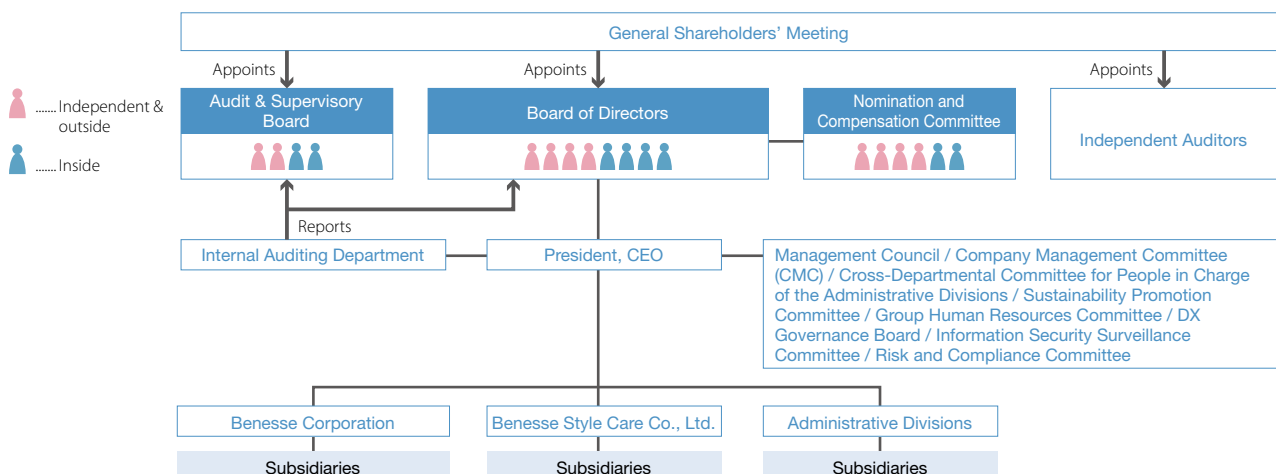 General Shareholders’ Meeting
Appoints
Appoints
Appoints
....... Independent &
outside
....... Inside
Audit & Supervisory
Board
Board of Directors
Nomination and
Compensation Committee
Independent Auditors
Reports
Internal Auditing Department
President, CEO
Management Council / Company Management Committee
(CMC) / Cross-Departmental Committee for People in Charge
of the Administrative Divisions / Sustainability Promotion
Committee / Group Human Resources Committee / DX
Governance Board / Information Security Surveillance
Committee / Risk and Compliance Committee
Benesse Corporation
Benesse Style Care Co., Ltd.
Administrative Divisions
Subsidiaries
Subsidiaries
Subsidiaries